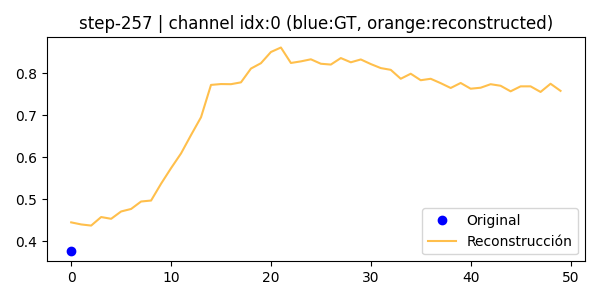 step-257 | channel idx:0 (blue:GT, orange:reconstructed)
0.8
0.7
0.6
0.5
0.4
Original
Reconstrucción
0 10 20 30 40 50